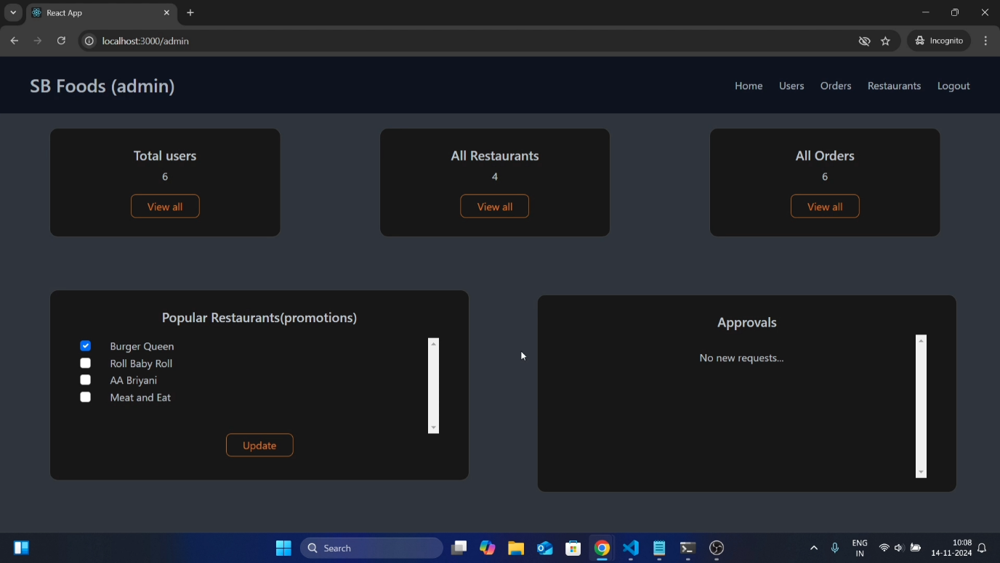 React App
localhost:3000/admin
Incognito
SB Foods (admin)
Home Users Orders Restaurants Logout
Total users
6
View all
All Restaurants
4
View all
All Orders
6
View all
Popular Restaurants(promotions)
Burger Queen
Roll Baby Roll
AA Briyani
Meat and Eat
Update
Approvals
No new requests...
Search
ENG
IN
10:08
14-11-2024